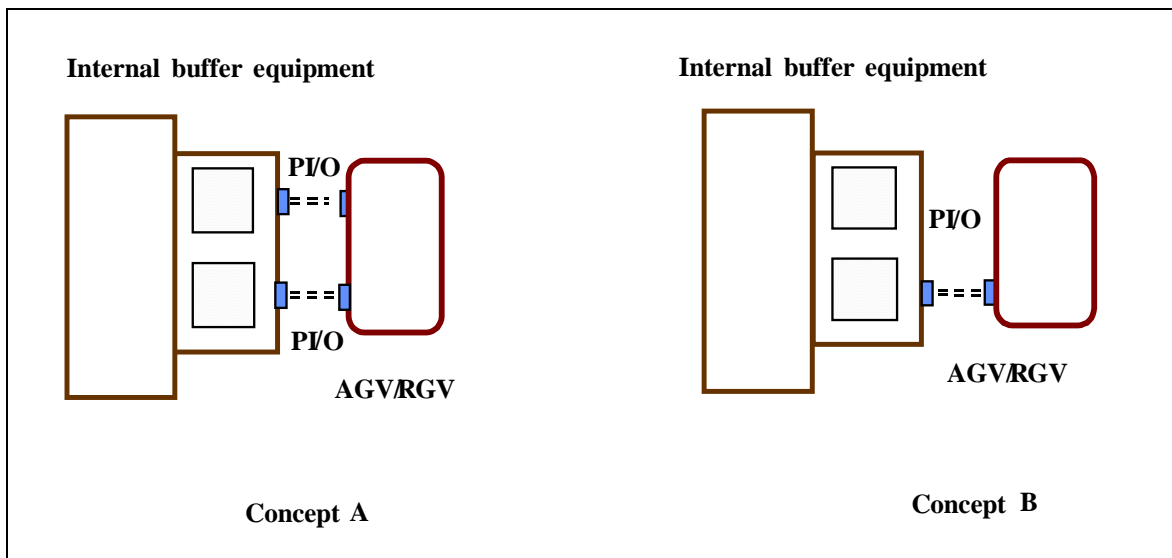 Internal buffer equipment
PI/O
PI/O
AGV/RGV
Concept A
Internal buffer equipment
PI/O
AGV/RGV
Concept B